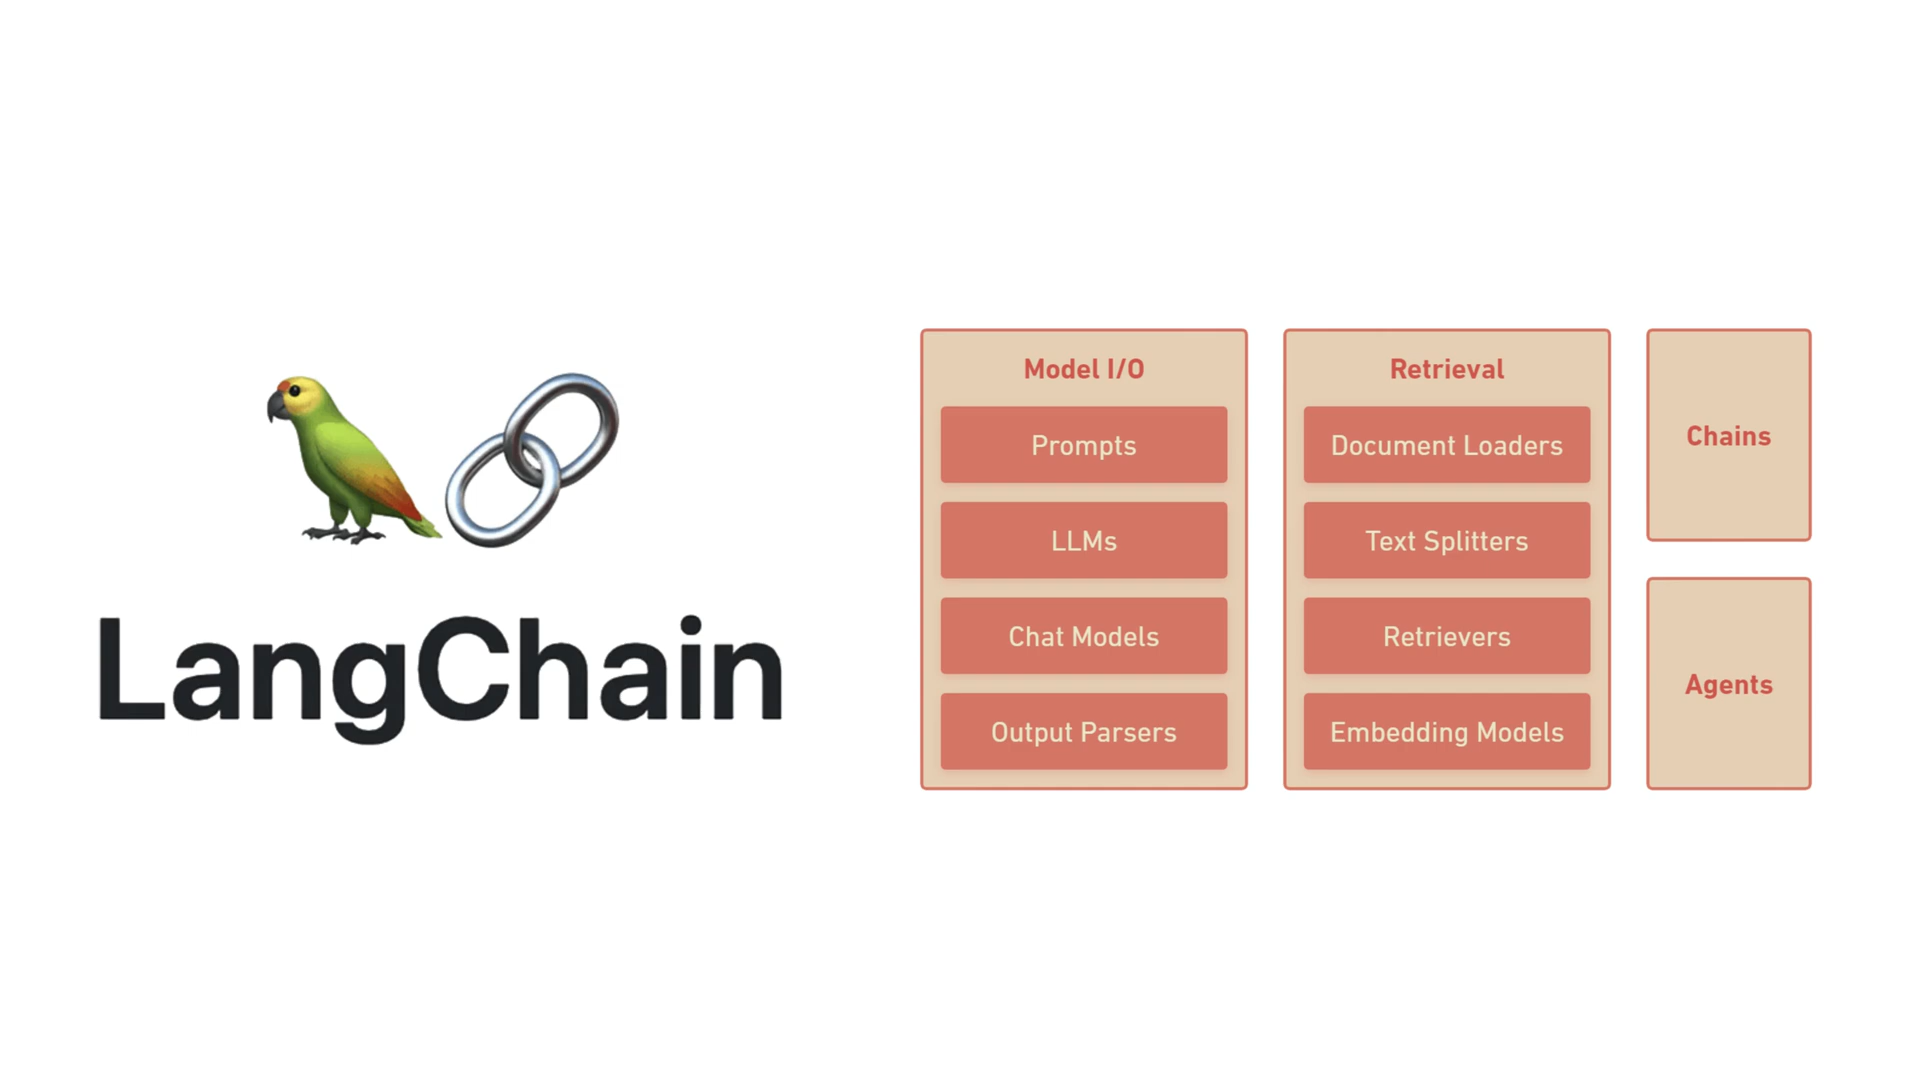 LangChain
Model I/O
Prompts
LLMs
Chat Models
Output Parsers
Retrieval
Document Loaders
Text Splitters
Retrievers
Embedding Models
Chains
Agents